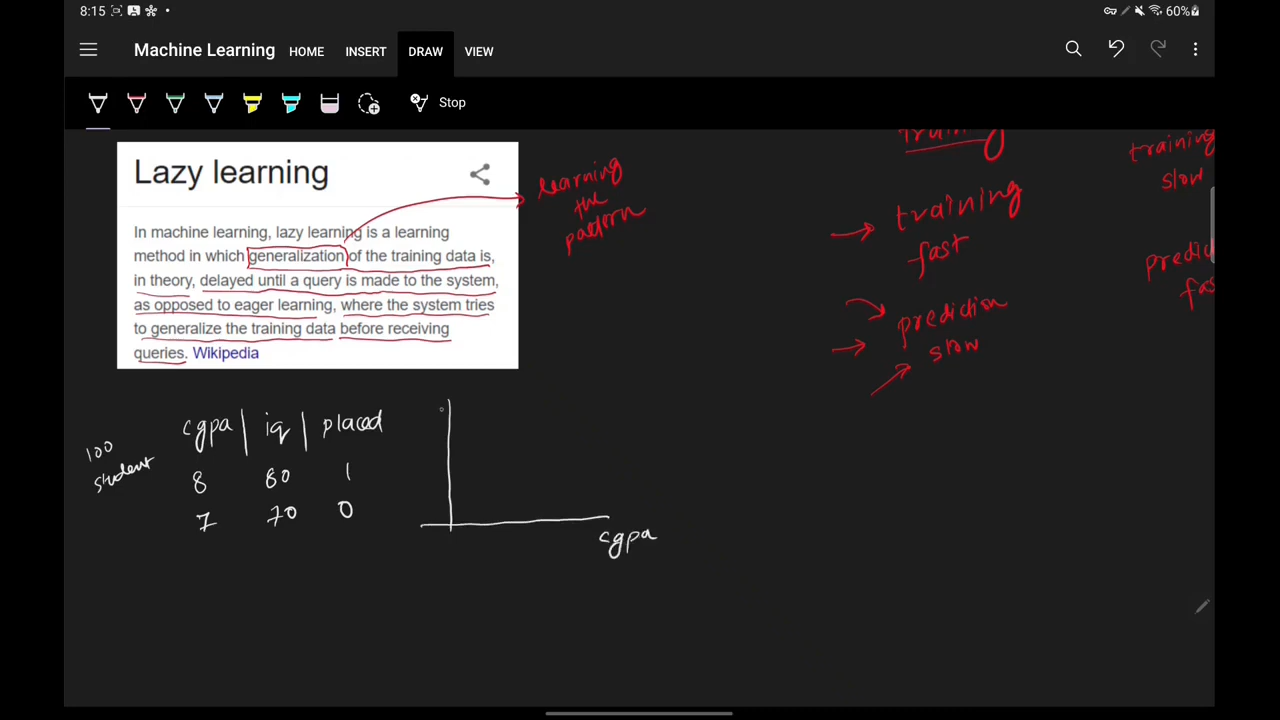 8:15
60%
Machine Learning HOME INSERT DRAW VIEW
Stop
Lazy learning
In machine learning, lazy learning is a learning
method in which generalization of the training data is,
in theory, delayed until a query is made to the system,
as opposed to eager learning, where the system tries
to generalize the training data before receiving
queries. Wikipedia
learning
the
pattern
training
training
fast
prediction
slow
training
slow
predic
fas
100
student
cgpa | iq | placed
8 80 1
7 70 0
cgpa